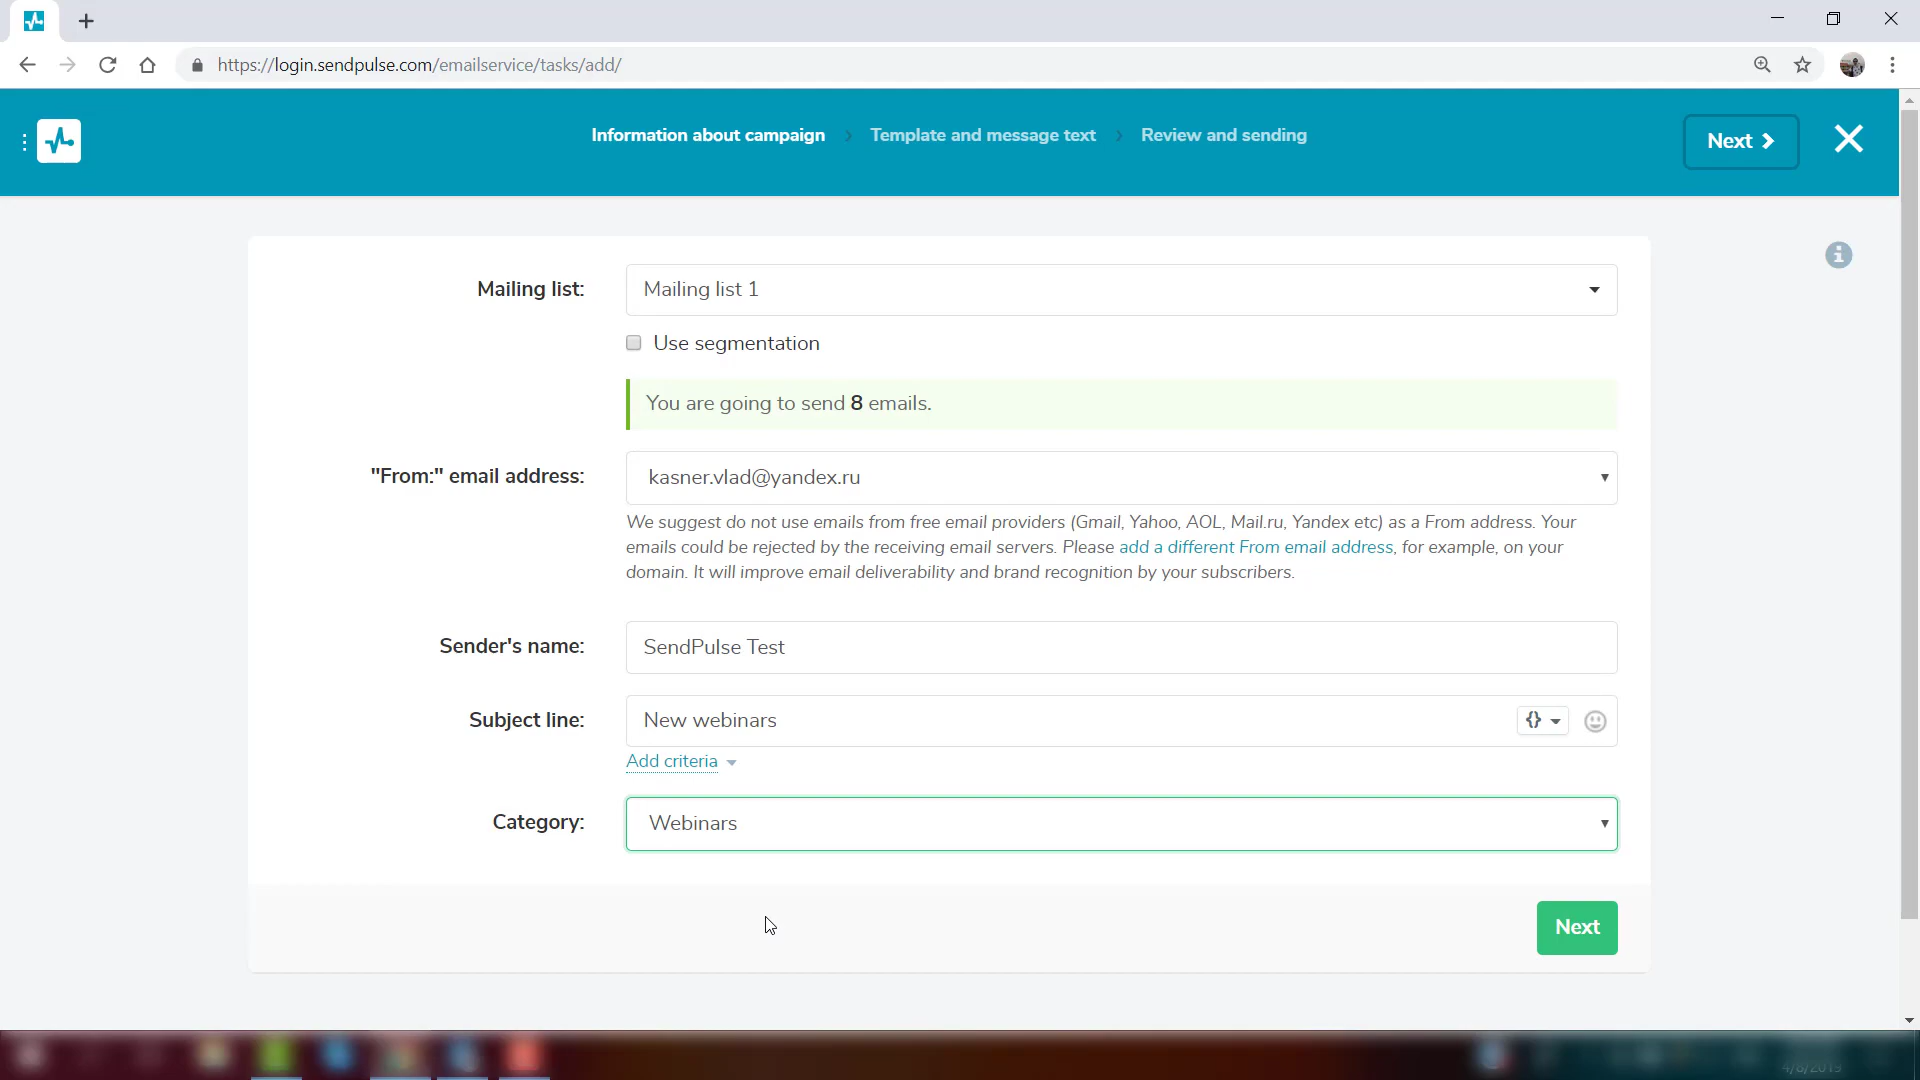 https://login.sendpulse.com/emailservice/tasks/add/
Information about campaign
Template and message text
Review and sending
Next
Mailing list:
Mailing list 1
Use segmentation
You are going to send 8 emails.
"From:" email address:
kasner.vlad@yandex.ru
We suggest do not use emails from free email providers (Gmail, Yahoo, AOL, Mail.ru, Yandex etc) as a From address. Your
emails could be rejected by the receiving email servers. Please add a different From email address, for example, on your
domain. It will improve email deliverability and brand recognition by your subscribers.
Sender's name:
SendPulse Test
Subject line:
New webinars
{}
Add criteria
Category:
Webinars
Next
4/8/2019